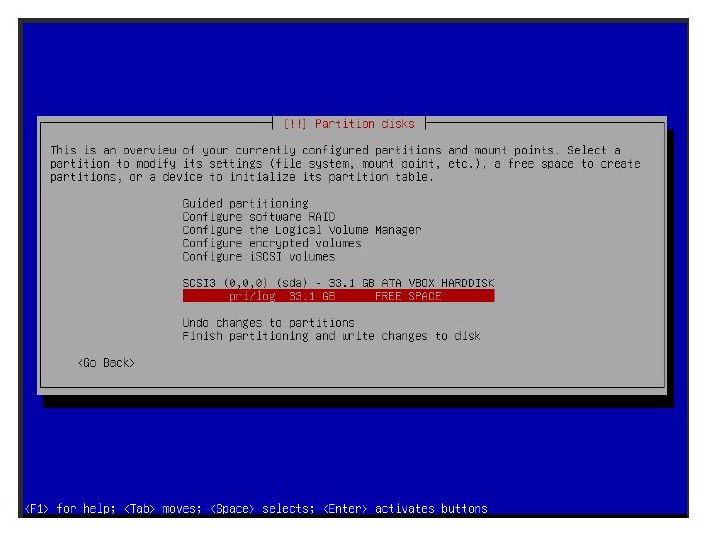 [!!] Partition disks
This is an overview of your currently configured partitions and mount points. Select a
partition to modify its settings (file system, mount point, etc.), a free space to create
partitions, or a device to initialize its partition table.
Guided partitioning
Configure software RAID
Configure the Logical Volume Manager
Configure encrypted volumes
Configure iSCSI volumes
SCSI3 (0,0,0) (sda) - 33.1 GB ATA VBOX HARDDISK
pri/log 33.1 GB FREE SPACE
Undo changes to partitions
Finish partitioning and write changes to disk
<Go Back>
<F1> for help; <Tab> moves; <Space> selects; <Enter> activates buttons